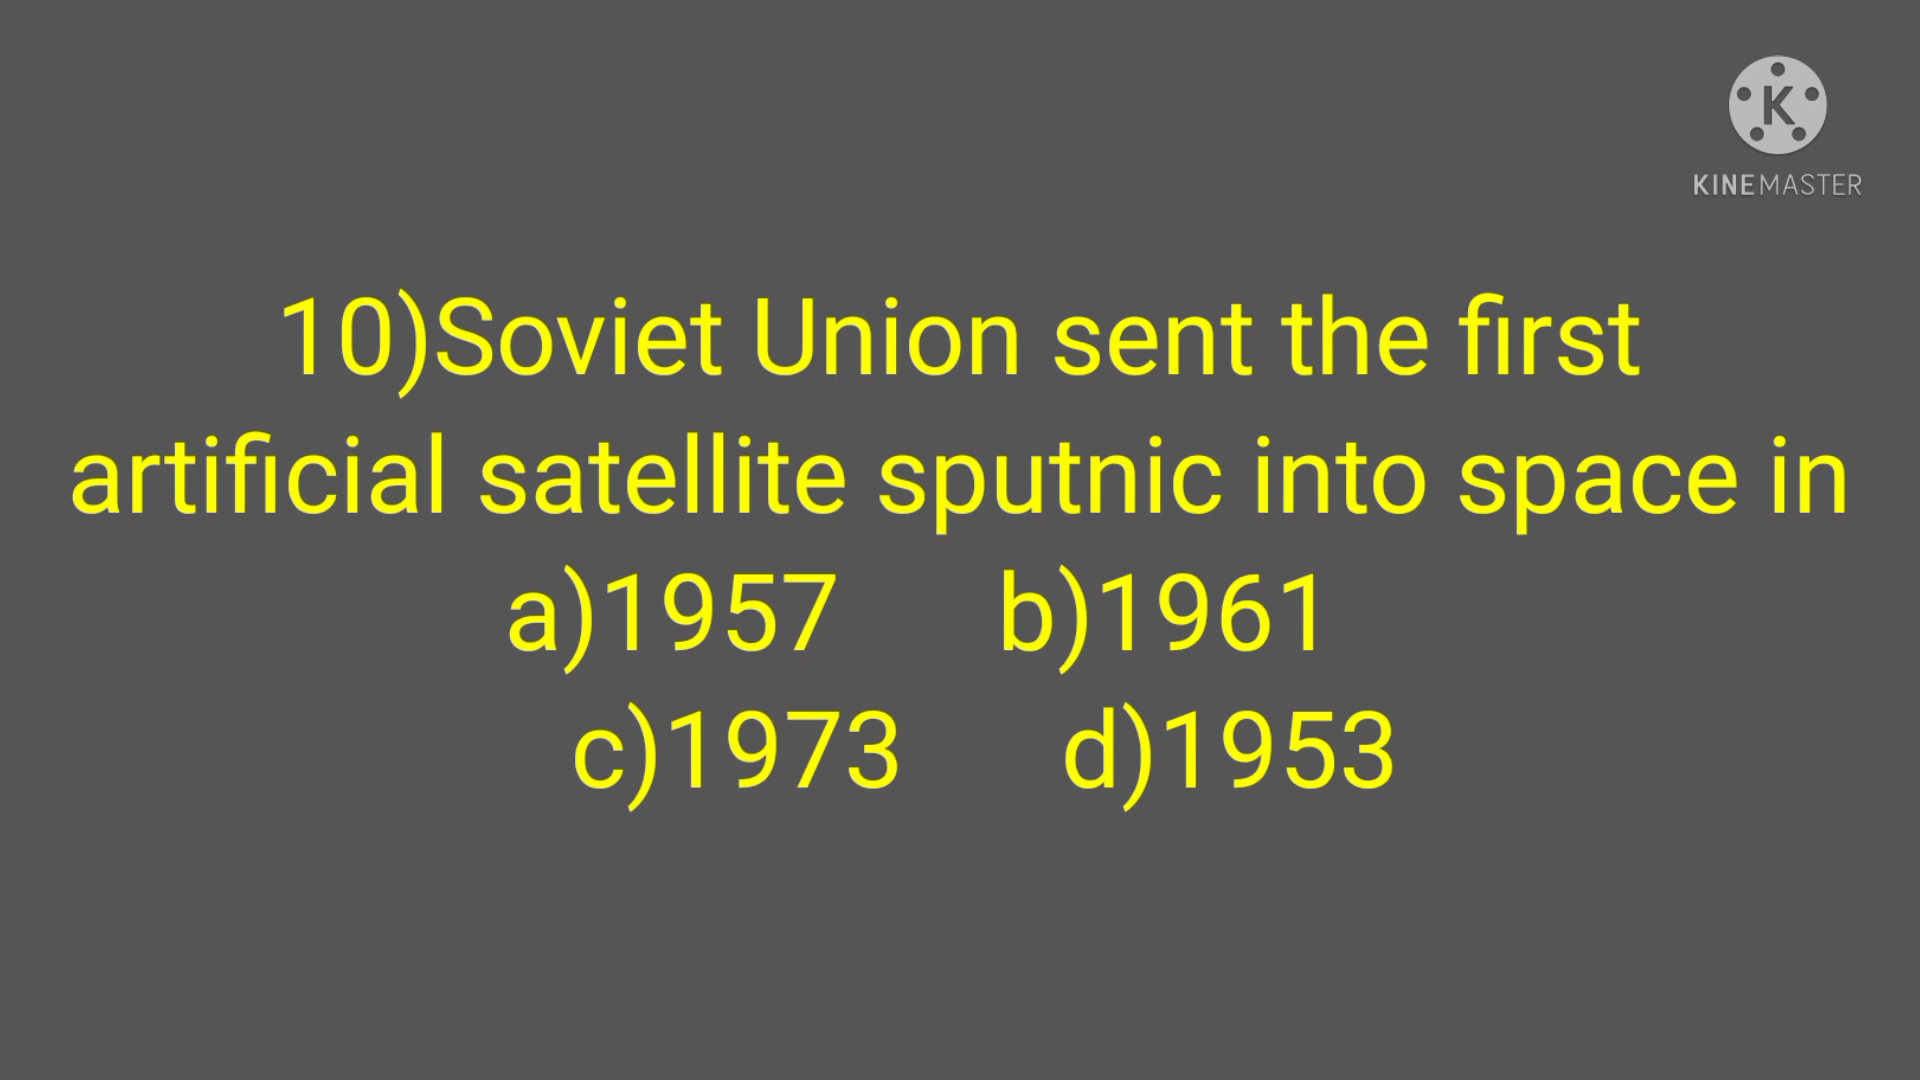 K
KINEMASTER
10)Soviet Union sent the first
artificial satellite sputnic into space in
a)1957 b)1961
c)1973 d)1953